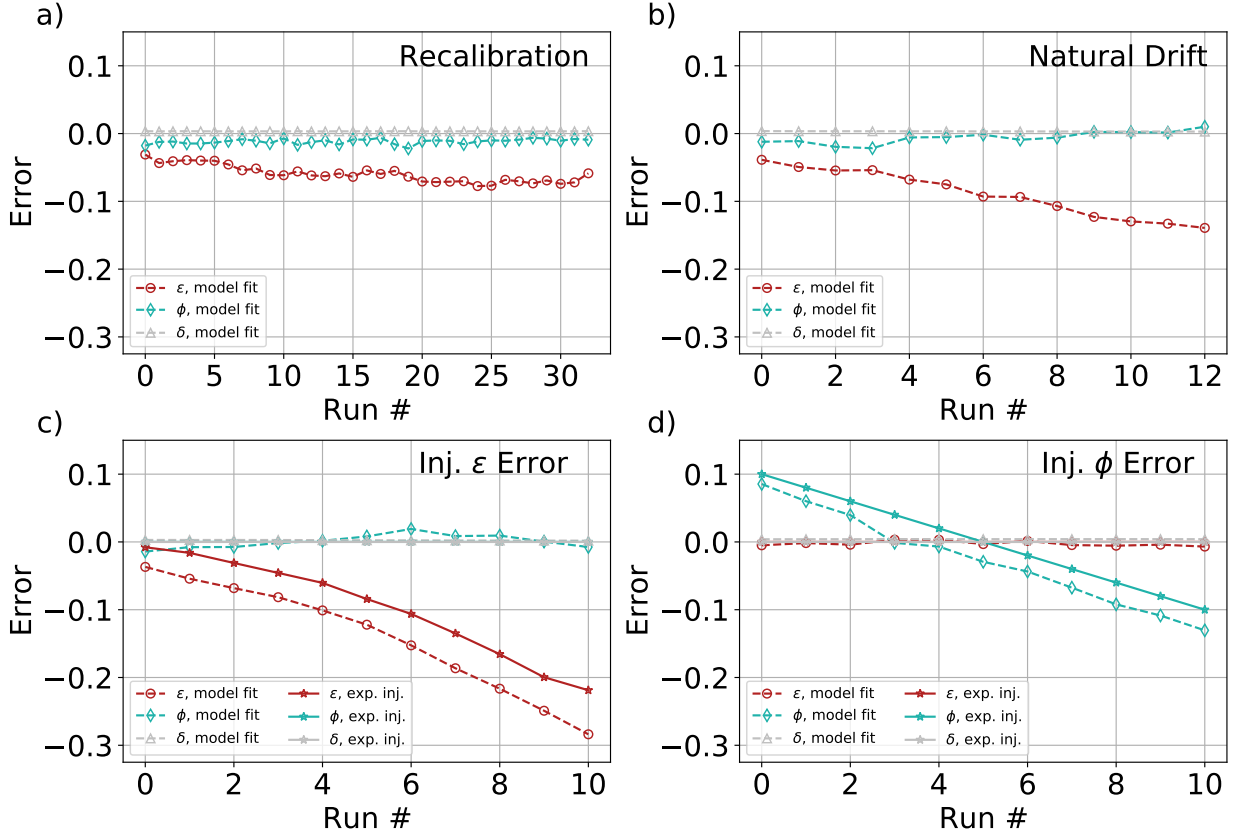 a)
Recalibration
Error
0.1
0.0
−0.1
−0.2
−0.3
ε, model fit
ϕ, model fit
δ, model fit
0 5 10 15 20 25 30
Run #
b)
Natural Drift
Error
0.1
0.0
−0.1
−0.2
−0.3
ε, model fit
ϕ, model fit
δ, model fit
0 2 4 6 8 10 12
Run #
c)
Inj. ε Error
Error
0.1
0.0
−0.1
−0.2
−0.3
ε, model fit ε, exp. inj.
ϕ, model fit ϕ, exp. inj.
δ, model fit δ, exp. inj.
0 2 4 6 8 10
Run #
d)
Inj. ϕ Error
Error
0.1
0.0
−0.1
−0.2
−0.3
ε, model fit ε, exp. inj.
ϕ, model fit ϕ, exp. inj.
δ, model fit δ, exp. inj.
0 2 4 6 8 10
Run #